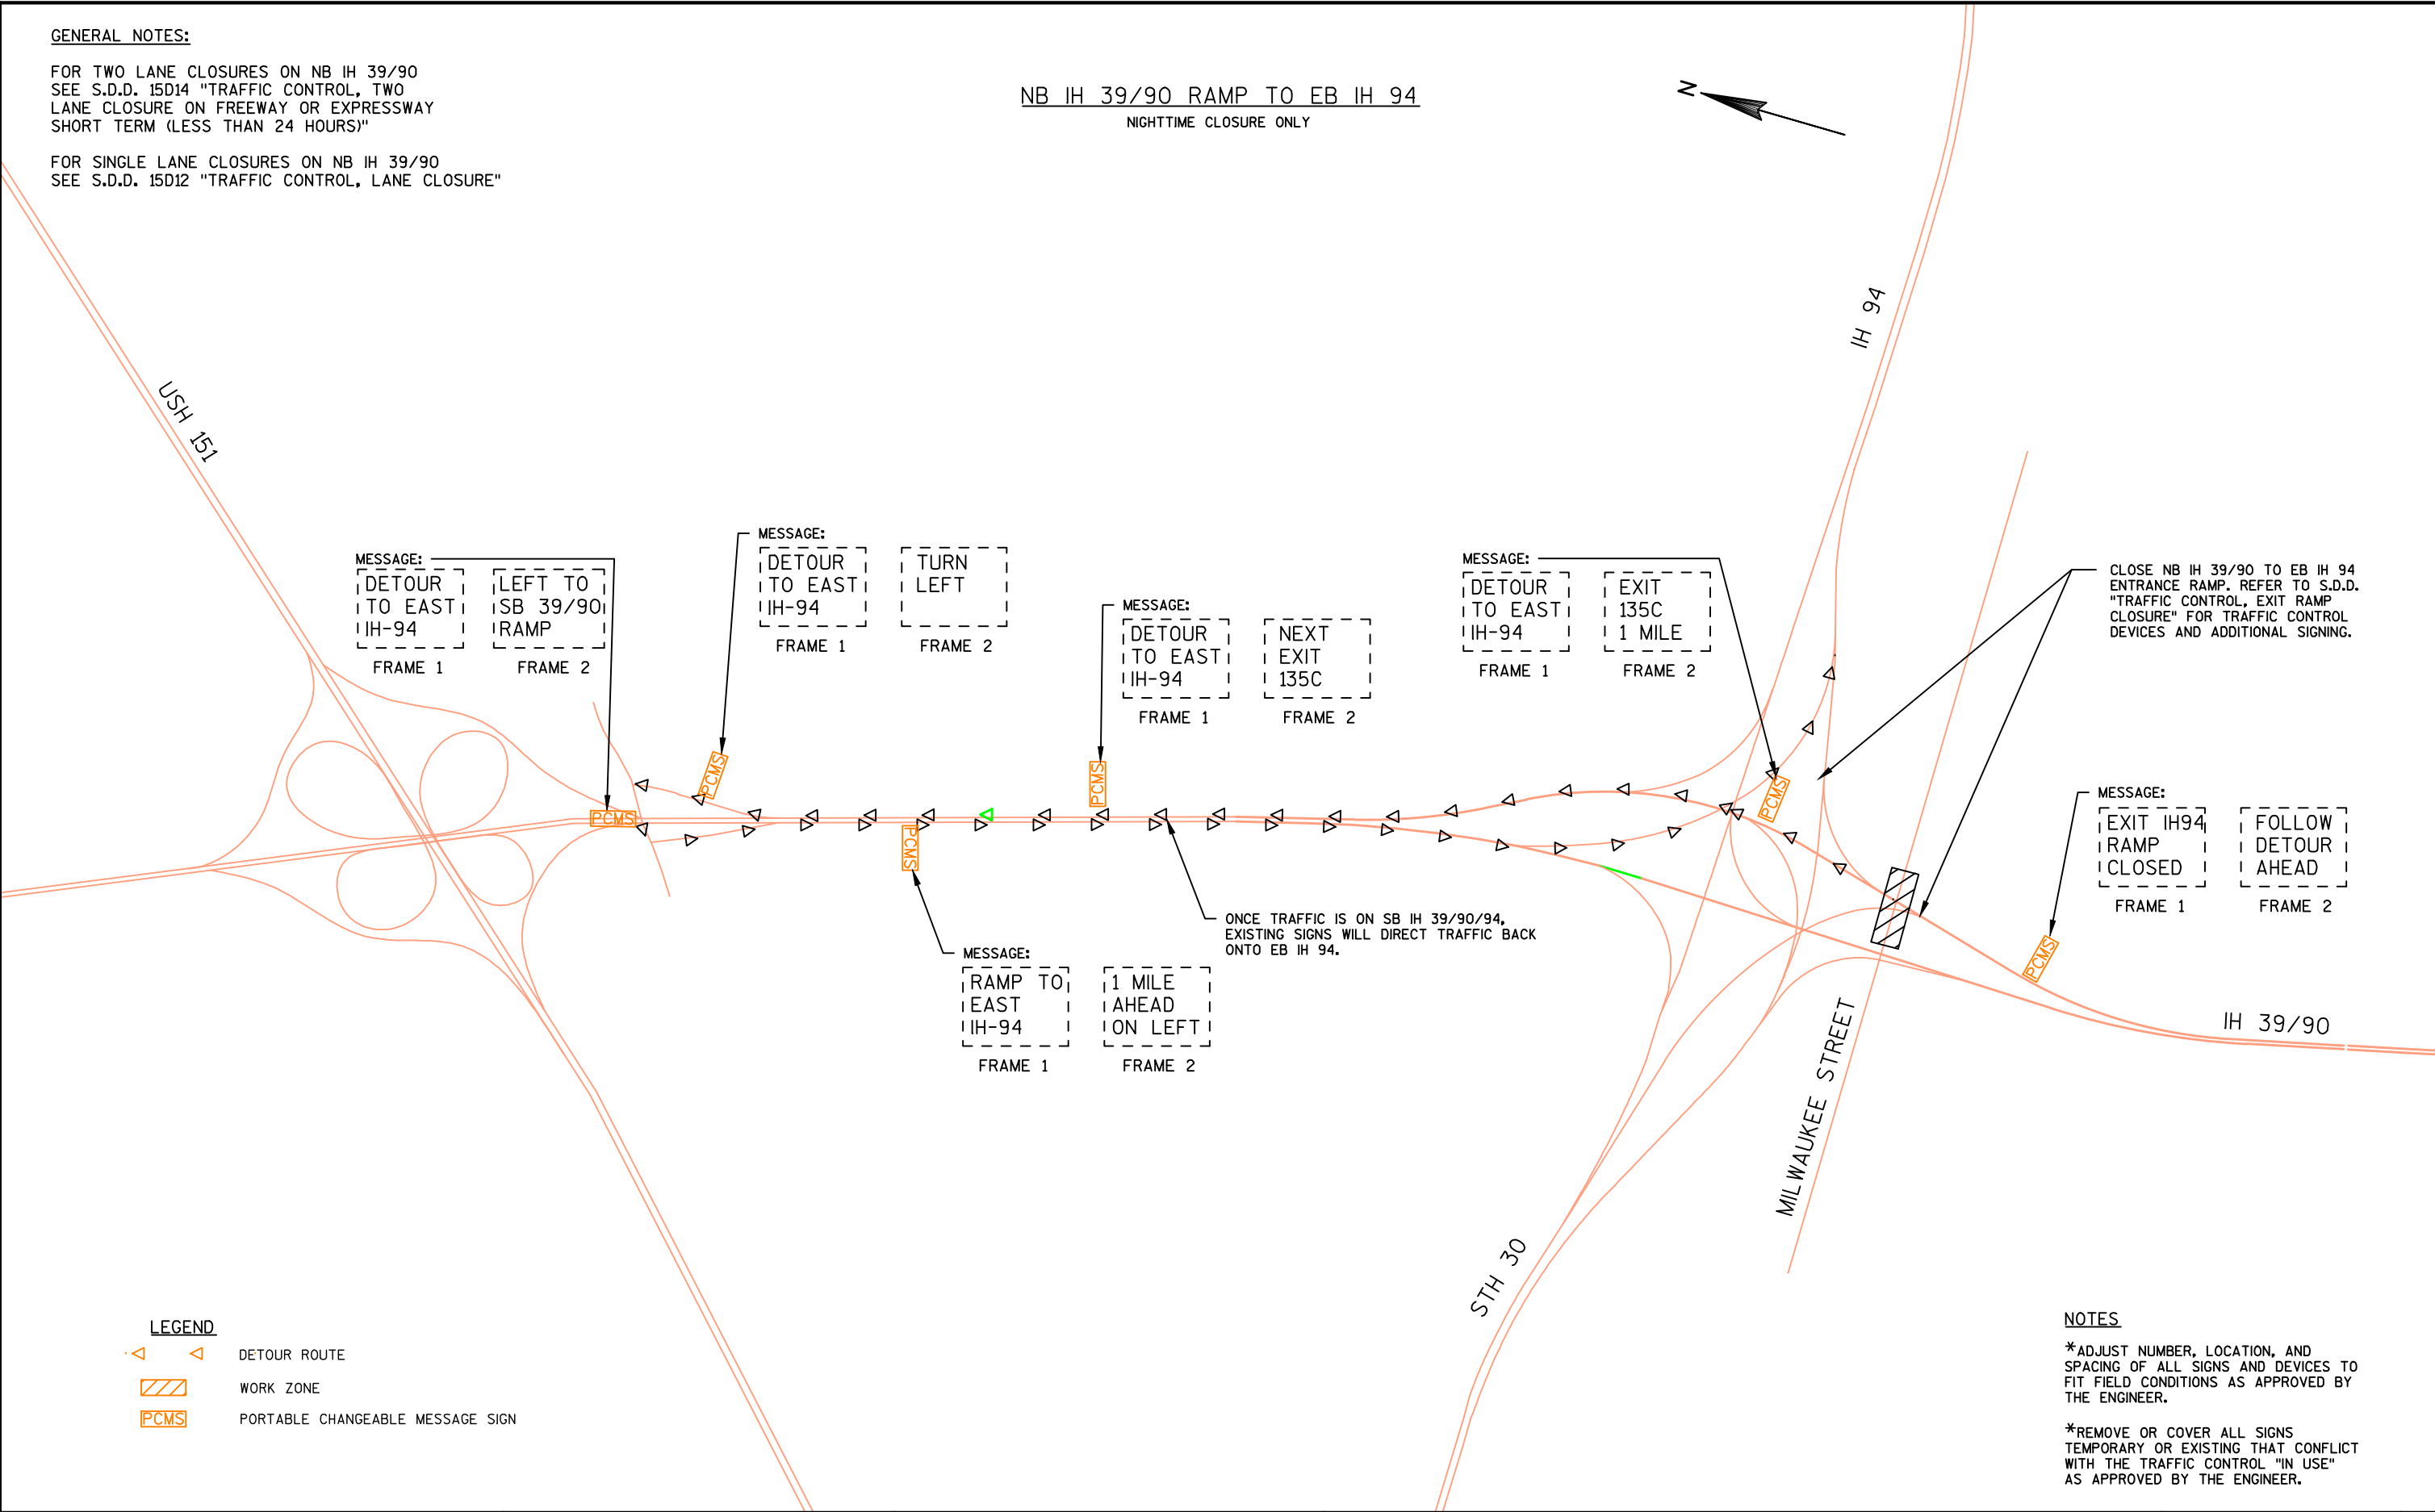 GENERAL NOTES:
FOR TWO LANE CLOSURES ON NB IH 39/90
SEE S.D.D. 15D14 "TRAFFIC CONTROL, TWO
LANE CLOSURE ON FREEWAY OR EXPRESSWAY
SHORT TERM (LESS THAN 24 HOURS)"
FOR SINGLE LANE CLOSURES ON NB IH 39/90
SEE S.D.D. 15D12 "TRAFFIC CONTROL, LANE CLOSURE"
NB IH 39/90 RAMP TO EB IH 94
NIGHTTIME CLOSURE ONLY
N
IH 94
USH 151
MESSAGE:
DETOUR
TO EAST
IH-94
FRAME 1
LEFT TO
SB 39/90
RAMP
FRAME 2
MESSAGE:
DETOUR
TO EAST
IH-94
FRAME 1
TURN
LEFT
FRAME 2
MESSAGE:
DETOUR
TO EAST
IH-94
FRAME 1
NEXT
EXIT
135C
FRAME 2
MESSAGE:
DETOUR
TO EAST
IH-94
FRAME 1
EXIT
135C
1 MILE
FRAME 2
CLOSE NB IH 39/90 TO EB IH 94
ENTRANCE RAMP. REFER TO S.D.D.
"TRAFFIC CONTROL, EXIT RAMP
CLOSURE" FOR TRAFFIC CONTROL
DEVICES AND ADDITIONAL SIGNING.
PCMS
PCMS
PCMS
PCMS
PCMS
PCMS
MESSAGE:
EXIT IH94
RAMP
CLOSED
FRAME 1
FOLLOW
DETOUR
AHEAD
FRAME 2
ONCE TRAFFIC IS ON SB IH 39/90/94,
EXISTING SIGNS WILL DIRECT TRAFFIC BACK
ONTO EB IH 94.
MESSAGE:
RAMP TO
EAST
IH-94
FRAME 1
1 MILE
AHEAD
ON LEFT
FRAME 2
IH 39/90
MILWAUKEE STREET
STH 30
LEGEND
DETOUR ROUTE
WORK ZONE
PCMS PORTABLE CHANGEABLE MESSAGE SIGN
NOTES
*ADJUST NUMBER, LOCATION, AND
SPACING OF ALL SIGNS AND DEVICES TO
FIT FIELD CONDITIONS AS APPROVED BY
THE ENGINEER.
*REMOVE OR COVER ALL SIGNS
TEMPORARY OR EXISTING THAT CONFLICT
WITH THE TRAFFIC CONTROL "IN USE"
AS APPROVED BY THE ENGINEER.